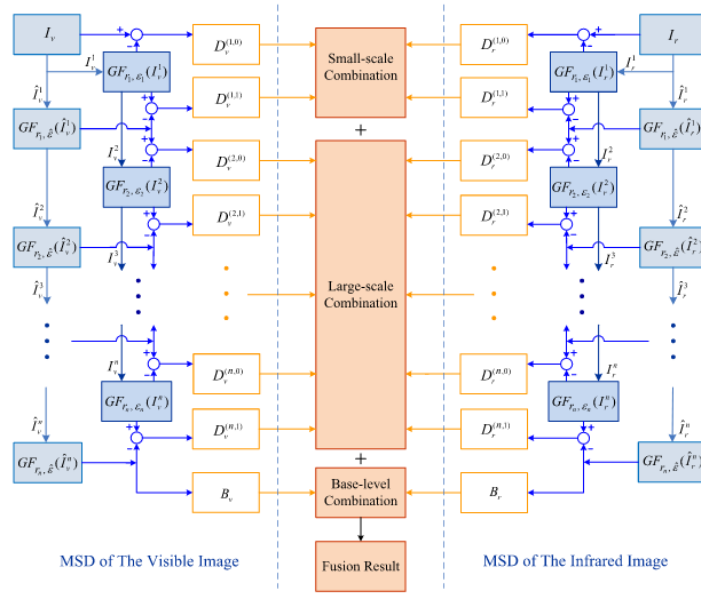 I_v
D_v^{(1,0)}
Small-scale
Combination
D_r^{(1,0)}
I_r
I_v^1
GF_{r_1, ε_1}(I_v^1)
GF_{r_1, ε_1}(I_r^1)
I_r^1
Î_v^1
D_v^{(1,1)}
D_r^{(1,1)}
Î_r^1
GF_{r_1, ε̂}(Î_v^1)
GF_{r_1, ε̂}(Î_r^1)
+
I_v^2
D_v^{(2,0)}
D_r^{(2,0)}
I_r^2
GF_{r_2, ε_2}(I_v^2)
GF_{r_2, ε_2}(I_r^2)
Î_v^2
D_v^{(2,1)}
D_r^{(2,1)}
Î_r^2
GF_{r_2, ε̂}(Î_v^2)
GF_{r_2, ε̂}(Î_r^2)
I_v^3
I_r^3
Î_v^3
Large-scale
Combination
Î_r^3
I_v^n
D_v^{(n,0)}
D_r^{(n,0)}
I_r^n
GF_{r_n, ε_n}(I_v^n)
GF_{r_n, ε_n}(I_r^n)
Î_v^n
D_v^{(n,1)}
D_r^{(n,1)}
Î_r^n
GF_{r_n, ε̂}(Î_v^n)
GF_{r_n, ε̂}(Î_r^n)
+
B_v
Base-level
Combination
B_r
MSD of The Visible Image
Fusion Result
MSD of The Infrared Image